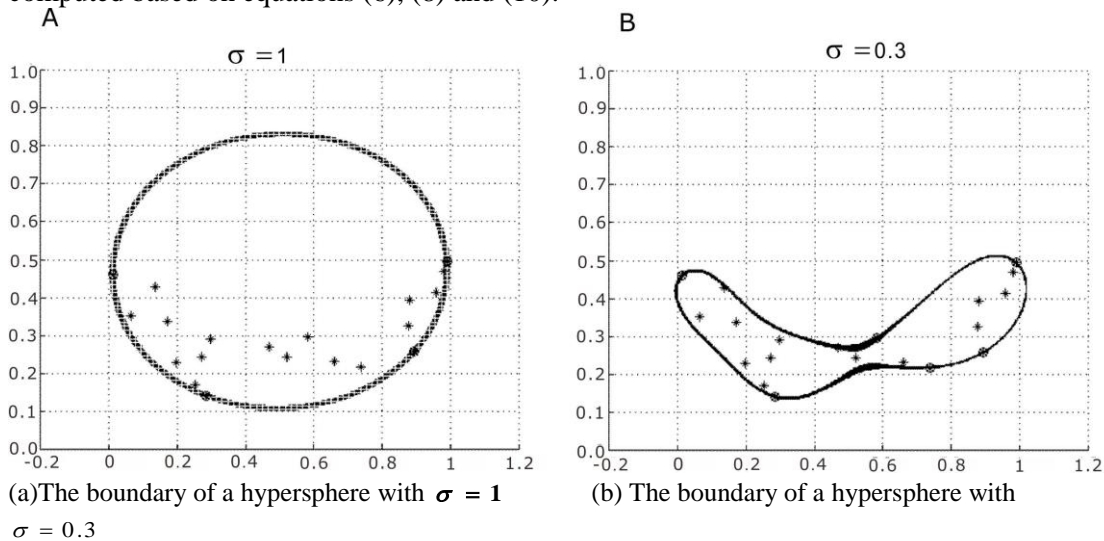 computed based on equations (6), (8) and (10).
A
B
σ = 1
σ = 0.3
1.0
0.9
0.8
0.7
0.6
0.5
0.4
0.3
0.2
0.1
0.0
-0.2 0 0.2 0.4 0.6 0.8 1 1.2
1.0
0.9
0.8
0.7
0.6
0.5
0.4
0.3
0.2
0.1
0.0
-0.2 0 0.2 0.4 0.6 0.8 1 1.2
(a)The boundary of a hypersphere with σ = 1
(b) The boundary of a hypersphere with
σ = 0.3